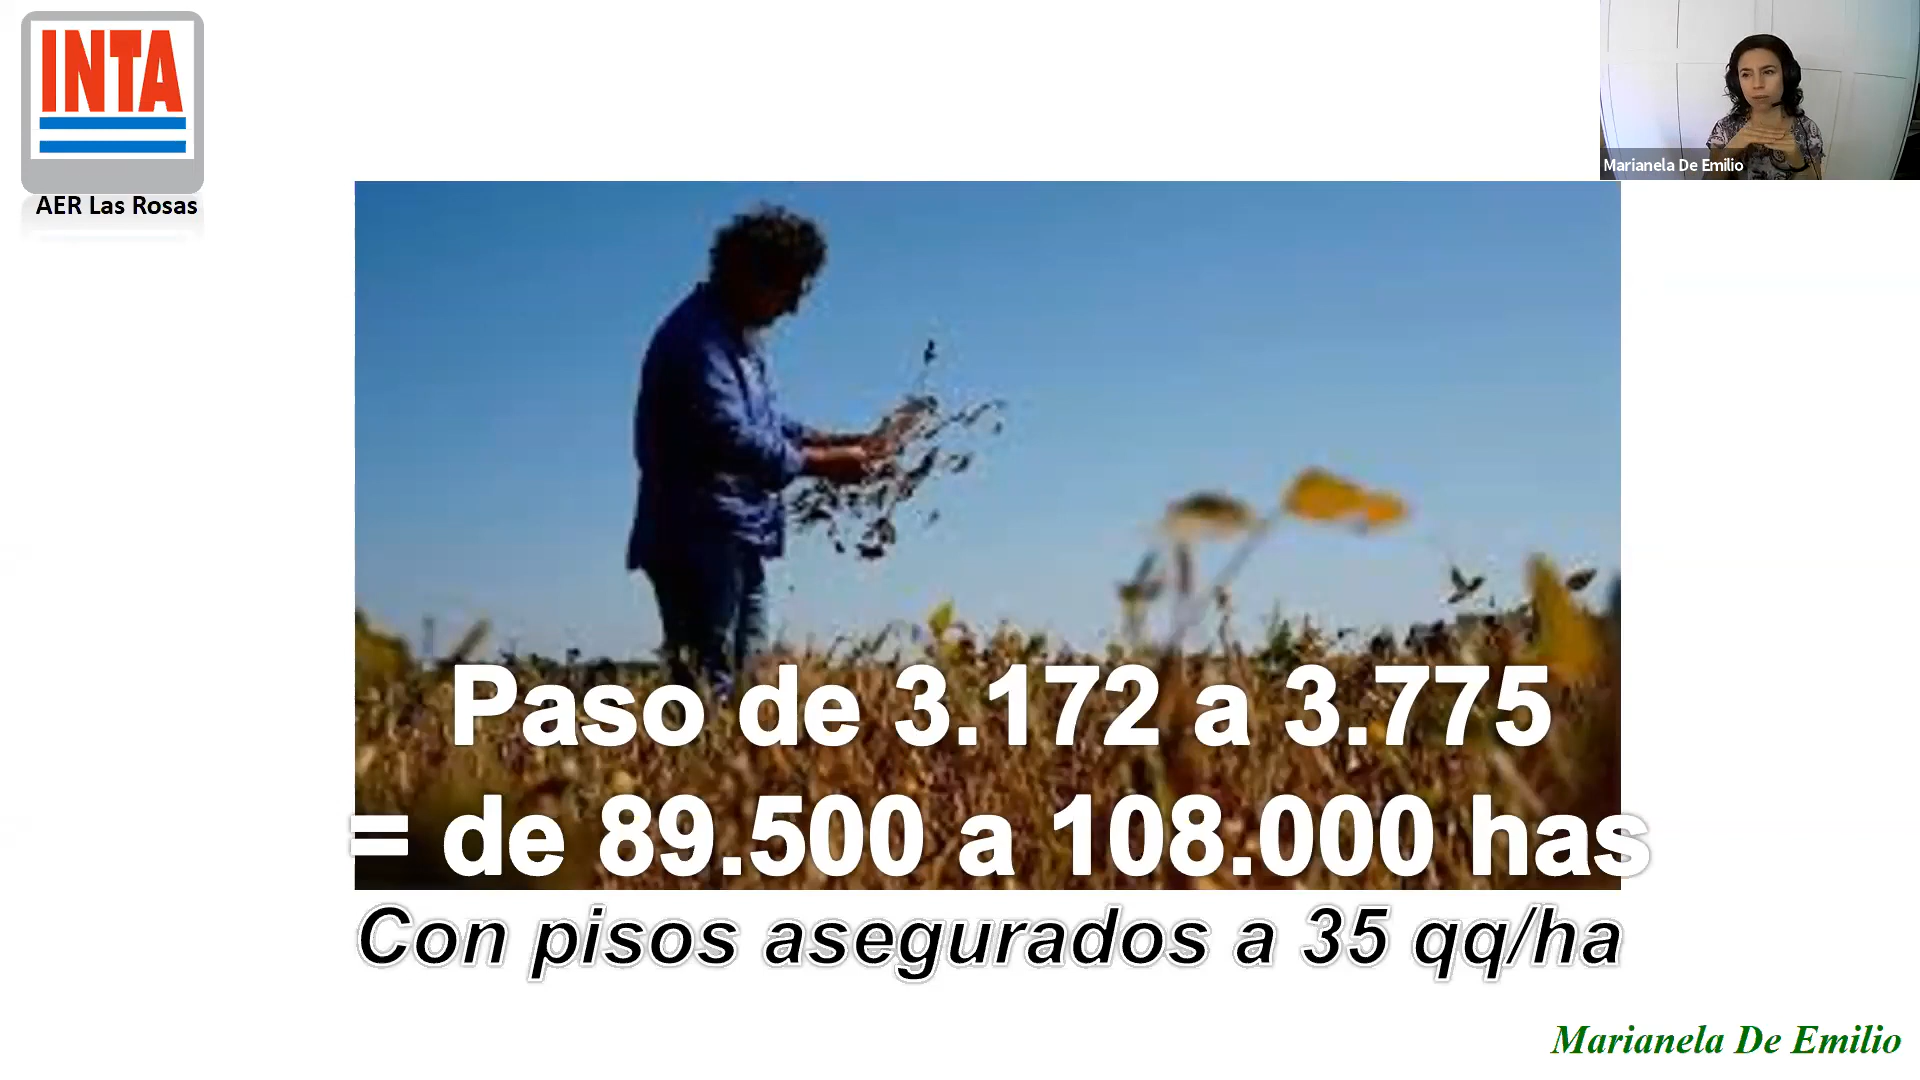 INTA
AER Las Rosas
Marianela De Emilio
Paso de 3.172 a 3.775
= de 89.500 a 108.000 has
Con pisos asegurados a 35 qq/ha
Marianela De Emilio